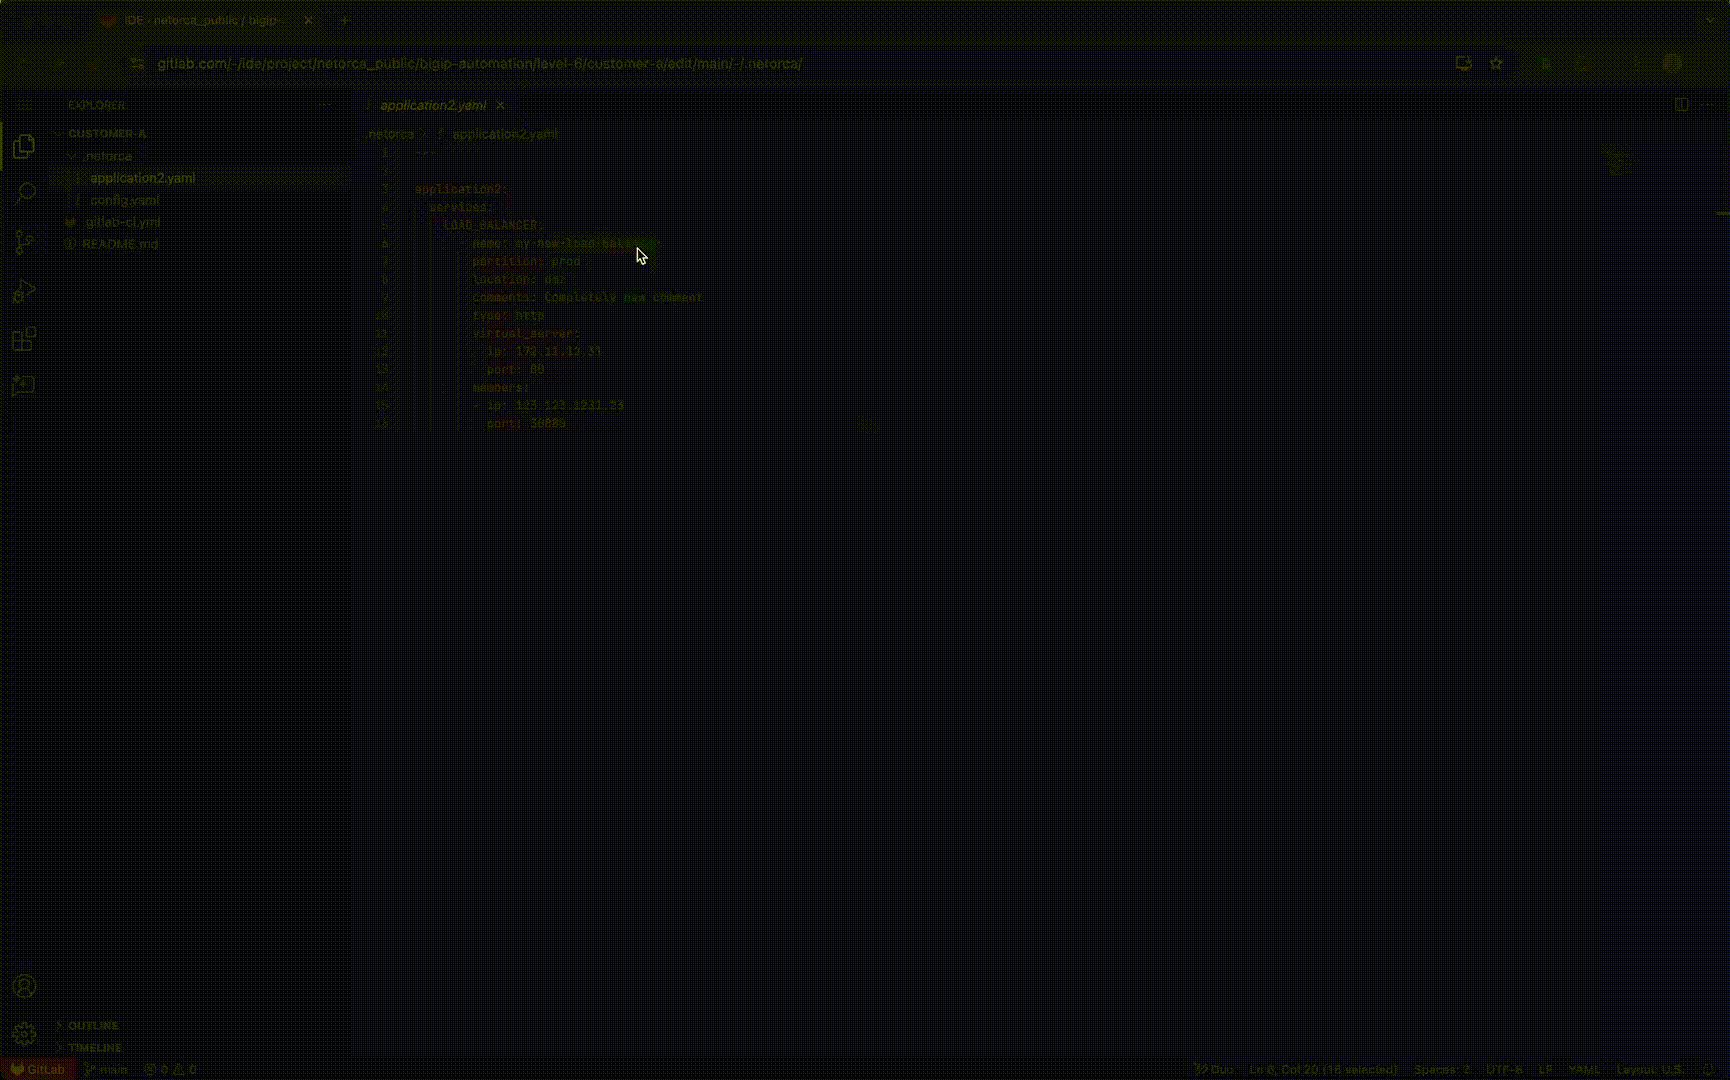 IDE - netorca_public / bigip-
gitlab.com/-/ide/project/netorca_public/bigip-automation/level-6/customer-a/edit/main/-/.netorca/
EXPLORER
application2.yaml
CUSTOMER-A
.netorca > ! application2.yaml
.netorca
application2.yaml
config.yaml
gitlab-ci.yml
README.md
1 ---
2
3 application2:
4 services:
5 LOAD_BALANCER:
6 - name: my-new-load-
7 partition: prod
8 location: dmz
9 comments: Completely new comment
10 type: http
11 virtual_server:
12 ip: 172.11.12.31
13 port: 80
14 members:
15 - ip: 123.123.1231.23
16 port: 30009
OUTLINE
TIMELINE
GitLab main 0 0
Duo Ln 6, Col 20 (18 selected) Spaces: 2 UTF-8 LF YAML Layout: U.S.